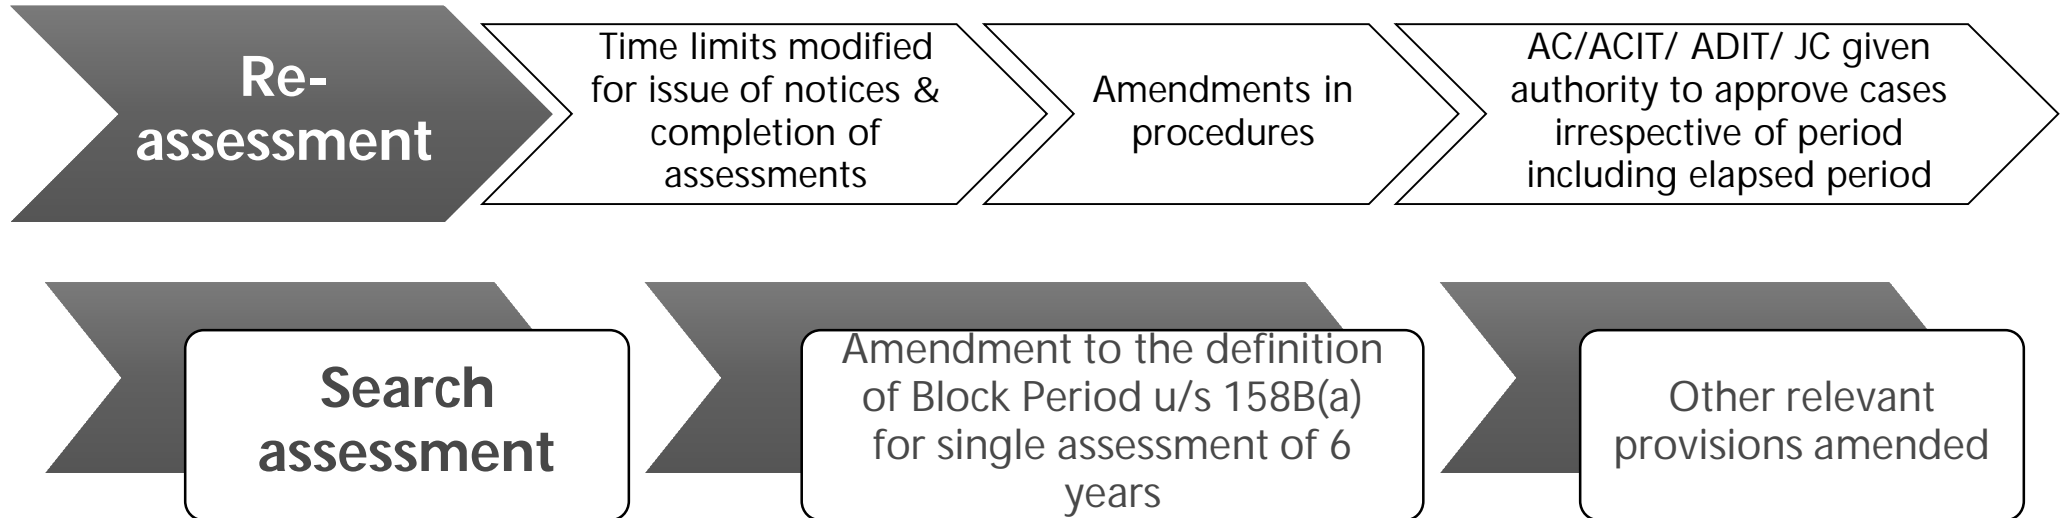 Re-
assessment
Time limits modified
for issue of notices &
completion of
assessments
Amendments in
procedures
AC/ACIT/ ADIT/ JC given
authority to approve cases
irrespective of period
including elapsed period
Search
assessment
Amendment to the definition
of Block Period u/s 158B(a)
for single assessment of 6
years
Other relevant
provisions amended